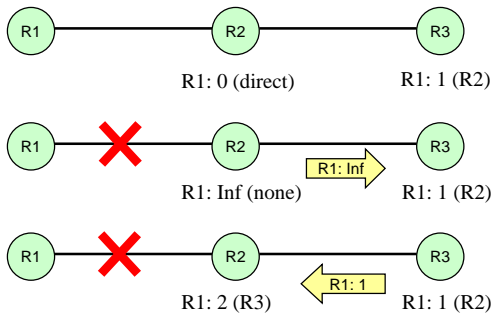 R1 R2 R3
R1: 0 (direct) R1: 1 (R2)
R1 R2 R3
R1: Inf
R1: Inf (none) R1: 1 (R2)
R1 R2 R3
R1: 1
R1: 2 (R3) R1: 1 (R2)